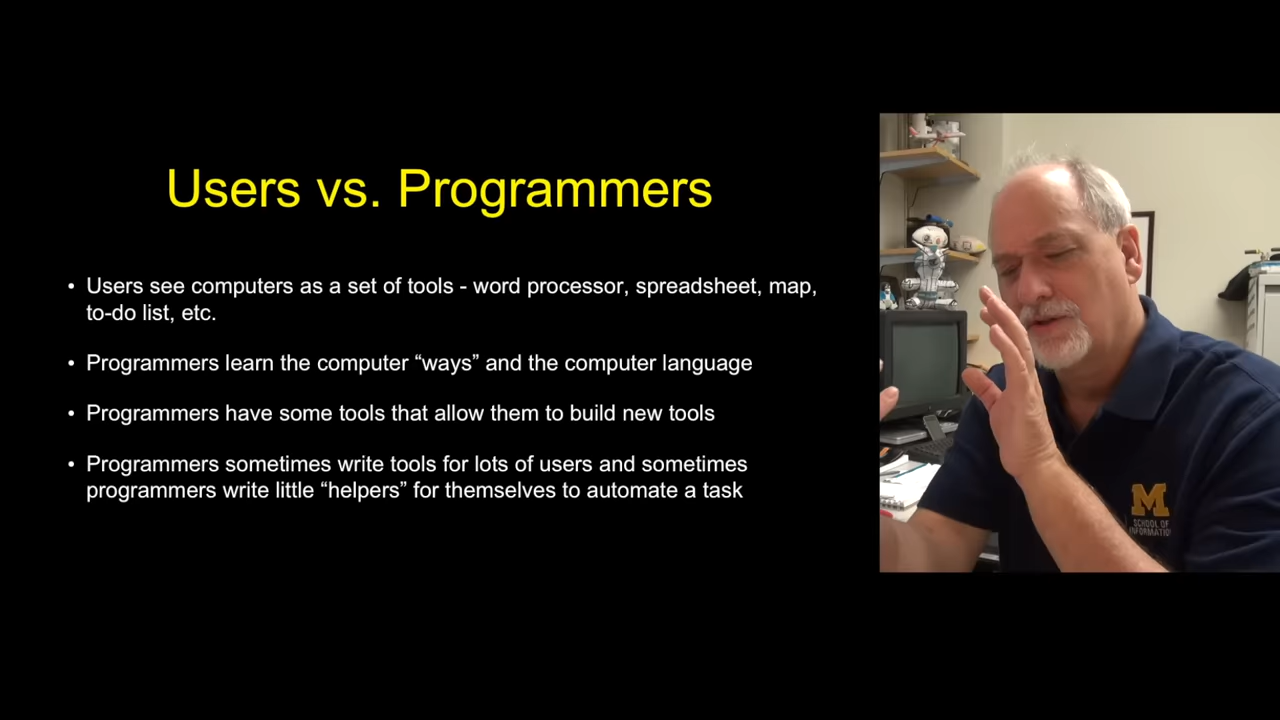 Users vs. Programmers
• Users see computers as a set of tools - word processor, spreadsheet, map,
to-do list, etc.
• Programmers learn the computer “ways” and the computer language
• Programmers have some tools that allow them to build new tools
• Programmers sometimes write tools for lots of users and sometimes
programmers write little “helpers” for themselves to automate a task
M
SCHOOL OF
INFORMATION